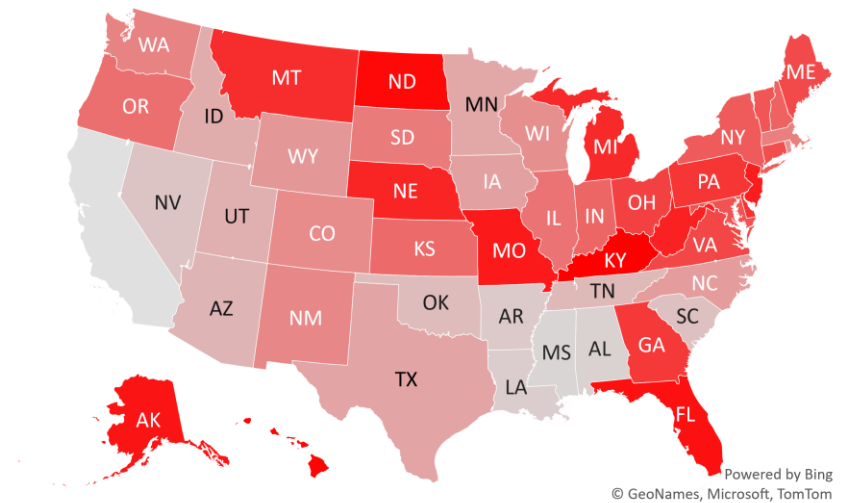 WA
MT
ND
MN
ME
OR
ID
SD
WI
MI
NY
WY
NE
IA
PA
NV
UT
CO
KS
MO
IL
IN
OH
KY
VA
AZ
NM
OK
AR
TN
NC
SC
TX
LA
MS
AL
GA
FL
AK
Powered by Bing
© GeoNames, Microsoft, TomTom